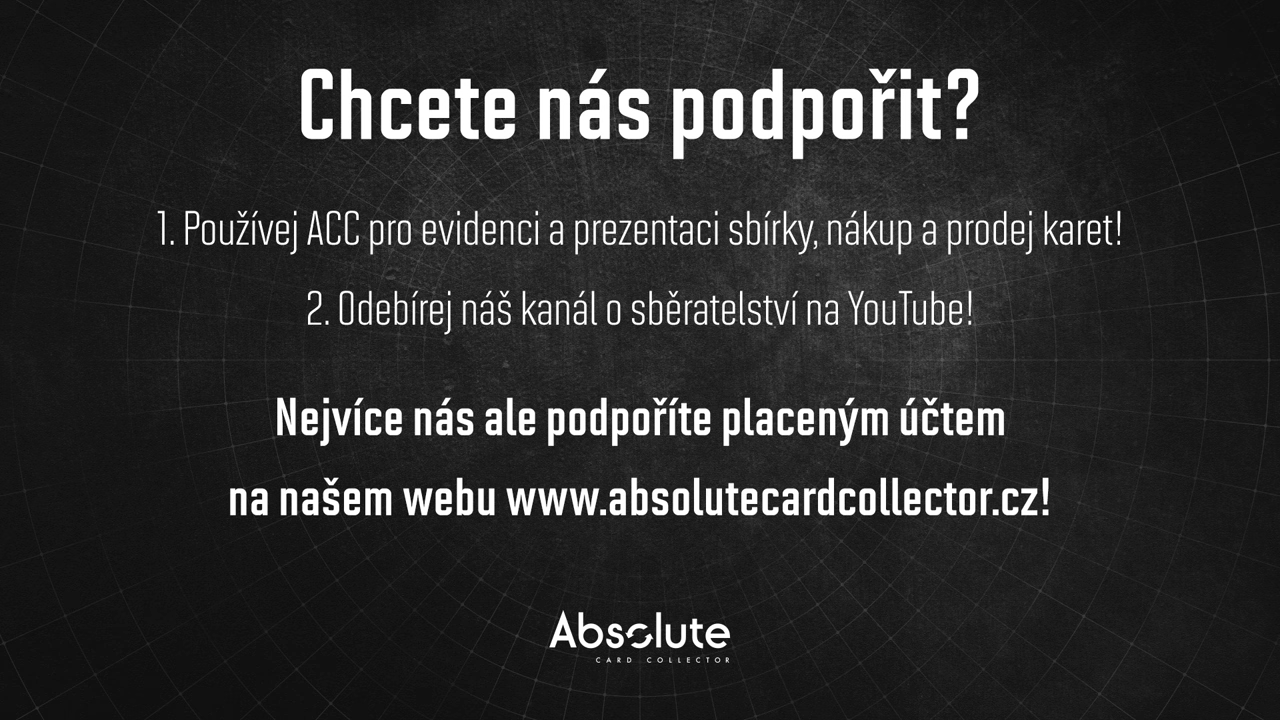 Chcete nás podpořit?
1. Používej ACC pro evidenci a prezentaci sbírky, nákup a prodej karet!
2. Odebírej náš kanál o sběratelství na YouTube!
Nejvíce nás ale podpoříte placeným účtem
na našem webu www.absolutecardcollector.cz!
Absolute
CARD COLLECTOR